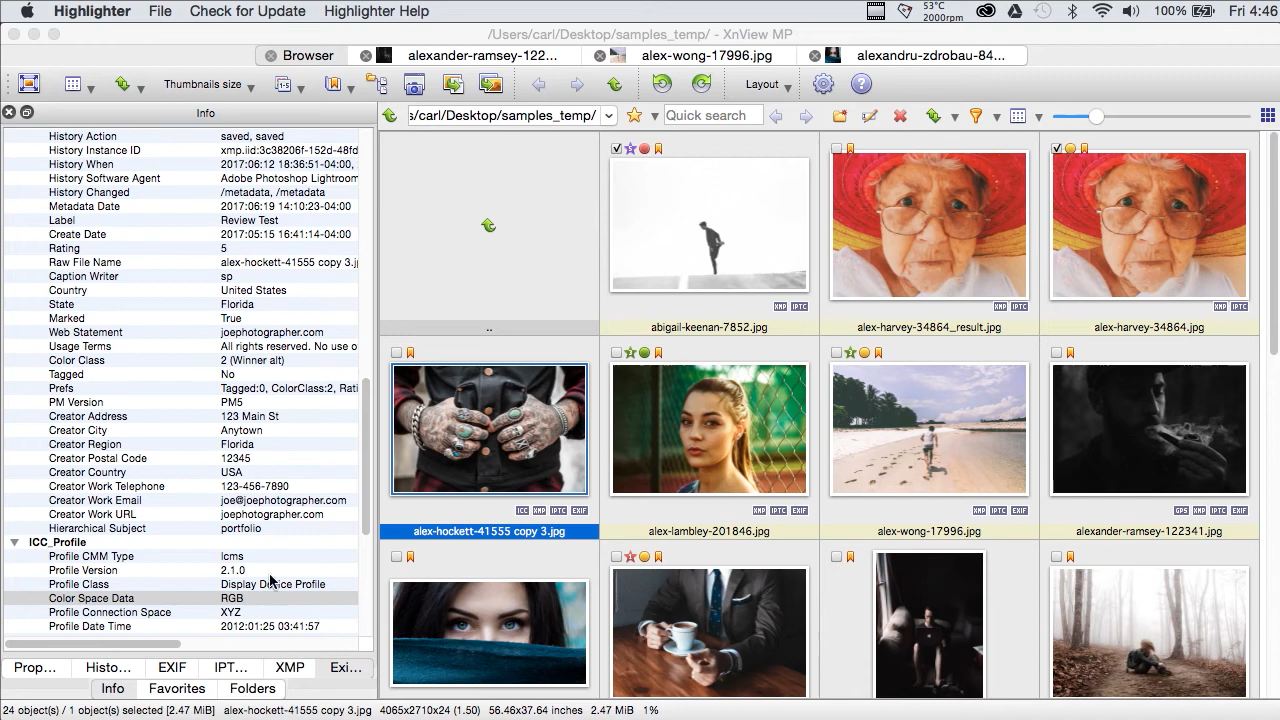 Highlighter File Check for Update Highlighter Help 53°C 2000rpm 100% Fri 4:46
/Users/carl/Desktop/samples_temp/ - XnView MP
Browser alexander-ramsey-122... alex-wong-17996.jpg alexandru-zdrobau-84...
Thumbnails size Layout
Info
:/carl/Desktop/samples_temp/ Quick search
History Action saved, saved
History Instance ID xmp.iid:3c38206f-152d-48fd
History When 2017:06:12 18:36:51-04:00,
History Software Agent Adobe Photoshop Lightroom
History Changed /metadata, /metadata
Metadata Date 2017:06:19 14:10:23-04:00
Label Review Test
Create Date 2017:05:15 16:41:14-04:00
Rating 5
Raw File Name alex-hockett-41555 copy 3.j
Caption Writer sp
Country United States
State Florida
Marked True
Web Statement joephotographer.com
Usage Terms All rights reserved. No use o
Color Class 2 (Winner alt)
Tagged No
Prefs Tagged:0, ColorClass:2, Rati
PM Version PM5
Creator Address 123 Main St
Creator City Anytown
Creator Region Florida
Creator Postal Code 12345
Creator Country USA
Creator Work Telephone 123-456-7890
Creator Work Email joe@joephotographer.com
Creator Work URL joephotographer.com
Hierarchical Subject portfolio
ICC_Profile
Profile CMM Type lcms
Profile Version 2.1.0
Profile Class Display Device Profile
Color Space Data RGB
Profile Connection Space XYZ
Profile Date Time 2012:01:25 03:41:57
Prop... Histo... EXIF IPT... XMP Exi...
Info Favorites Folders
XMP IPTC
XMP IPTC
XMP IPTC
.. abigail-keenan-7852.jpg alex-harvey-34864_result.jpg alex-harvey-34864.jpg
ICC XMP IPTC EXIF
XMP IPTC EXIF
XMP IPTC EXIF
GPS XMP IPTC EXIF
alex-hockett-41555 copy 3.jpg alex-lambley-201846.jpg alex-wong-17996.jpg alexander-ramsey-122341.jpg
24 object(s) / 1 object(s) selected [2.47 MiB] alex-hockett-41555 copy 3.jpg 4065x2710x24 (1.50) 56.46x37.64 inches 2.47 MiB 1%